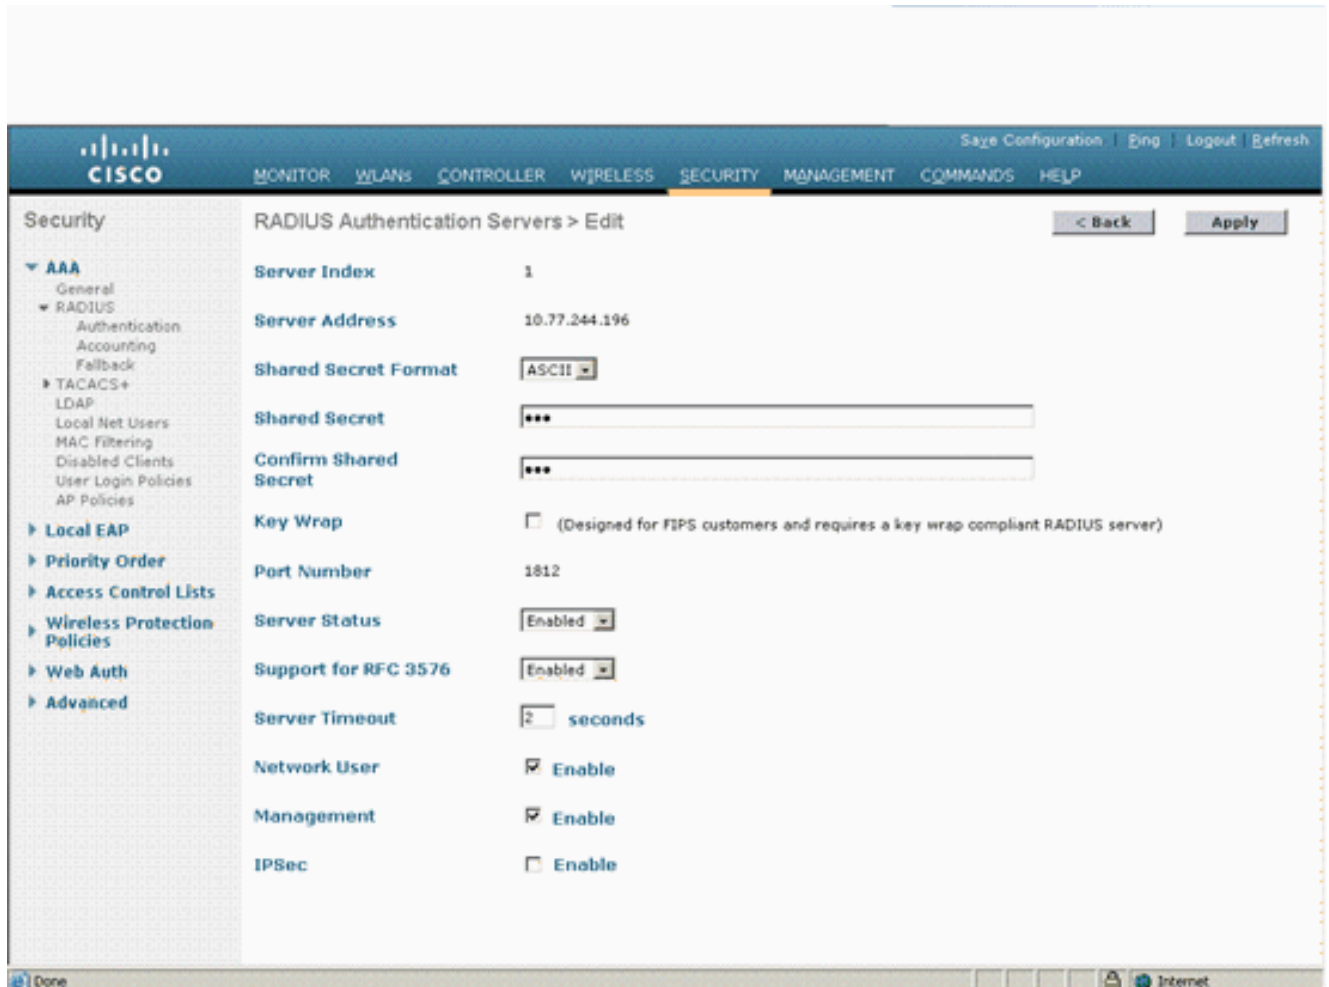 Save Configuration | Ping | Logout | Refresh
CISCO
MONITOR WLANs CONTROLLER WIRELESS SECURITY MANAGEMENT COMMANDS HELP
Security
AAA
General
RADIUS
Authentication
Accounting
Fallback
TACACS+
LDAP
Local Net Users
MAC Filtering
Disabled Clients
User Login Policies
AP Policies
Local EAP
Priority Order
Access Control Lists
Wireless Protection
Policies
Web Auth
Advanced
RADIUS Authentication Servers > Edit
< Back
Apply
Server Index 1
Server Address 10.77.244.196
Shared Secret Format ASCII
Shared Secret •••
Confirm Shared
Secret •••
Key Wrap (Designed for FIPS customers and requires a key wrap compliant RADIUS server)
Port Number 1812
Server Status Enabled
Support for RFC 3576 Enabled
Server Timeout 2 seconds
Network User Enable
Management Enable
IPSec Enable
Done Internet